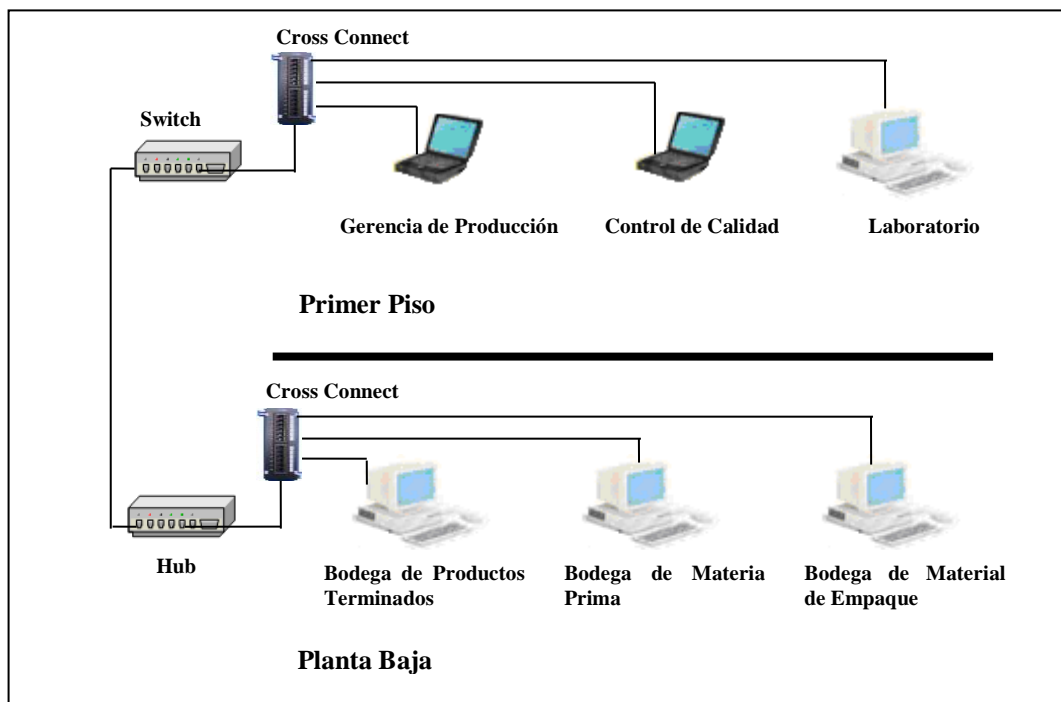 Cross Connect
Switch
Gerencia de Producción
Control de Calidad
Laboratorio
Primer Piso
Cross Connect
Hub
Bodega de Productos
Terminados
Bodega de Materia
Prima
Bodega de Material
de Empaque
Planta Baja